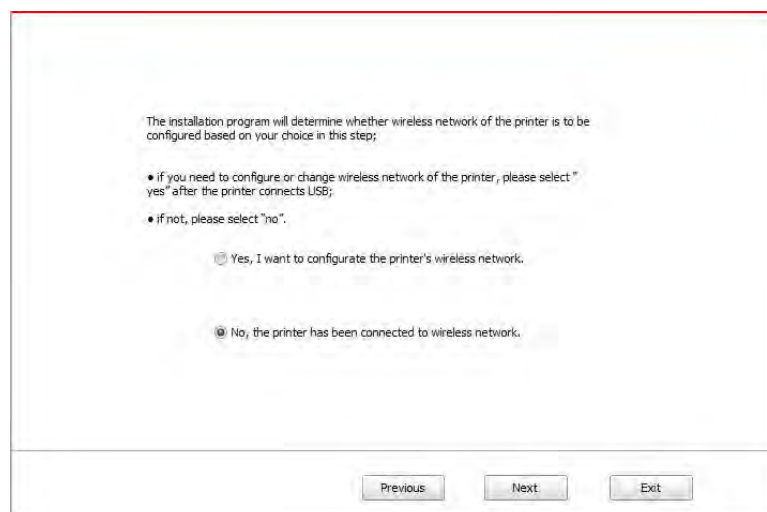 The installation program will determine whether wireless network of the printer is to be
configured based on your choice in this step;
• if you need to configure or change wireless network of the printer, please select "
yes" after the printer connects USB;
• if not, please select "no".
Yes, I want to configurate the printer's wireless network.
No, the printer has been connected to wireless network.
Previous Next Exit